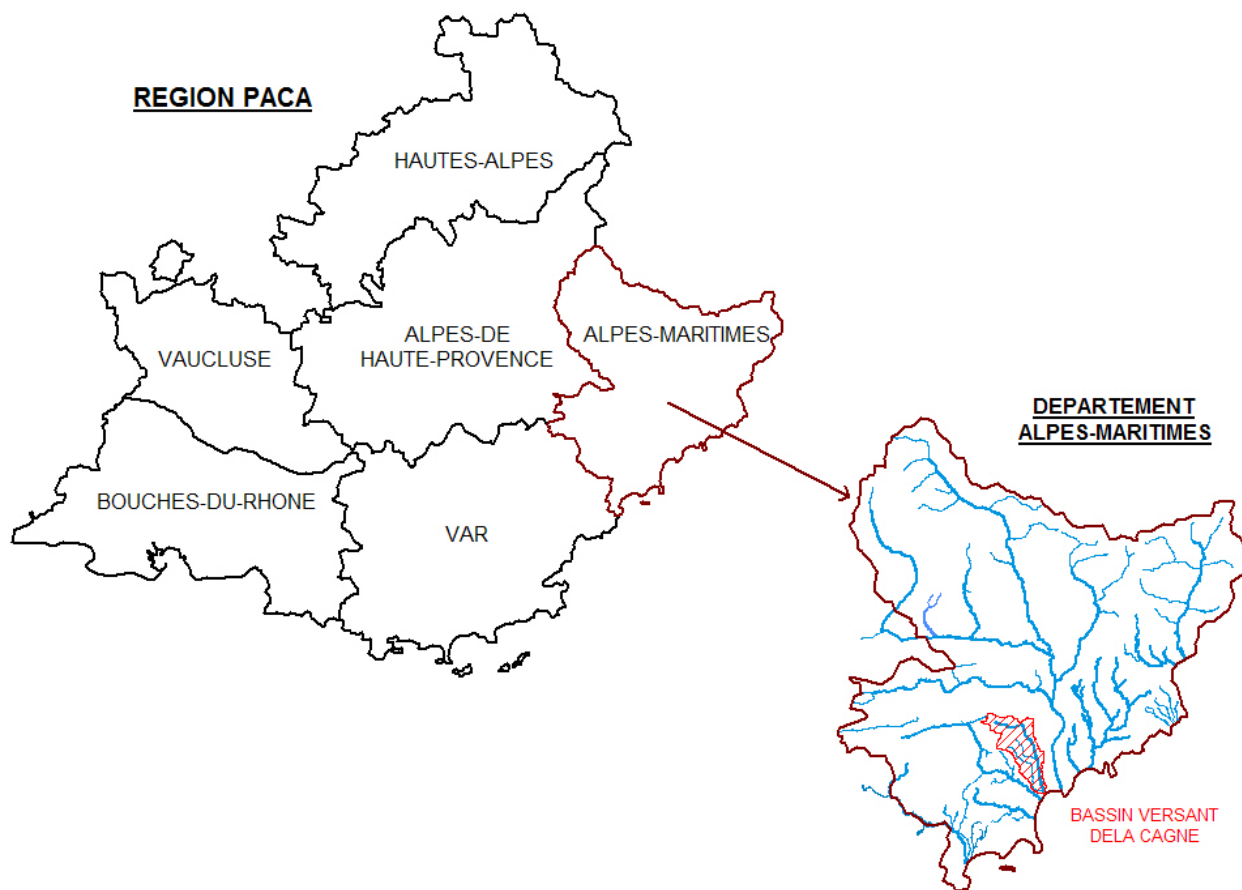 REGION PACA
HAUTES-ALPES
ALPES-DE
HAUTE-PROVENCE
ALPES-MARITIMES
VAUCLUSE
BOUCHES-DU-RHONE
VAR
DEPARTEMENT
ALPES-MARITIMES
BASSIN VERSANT
DELA CAGNE